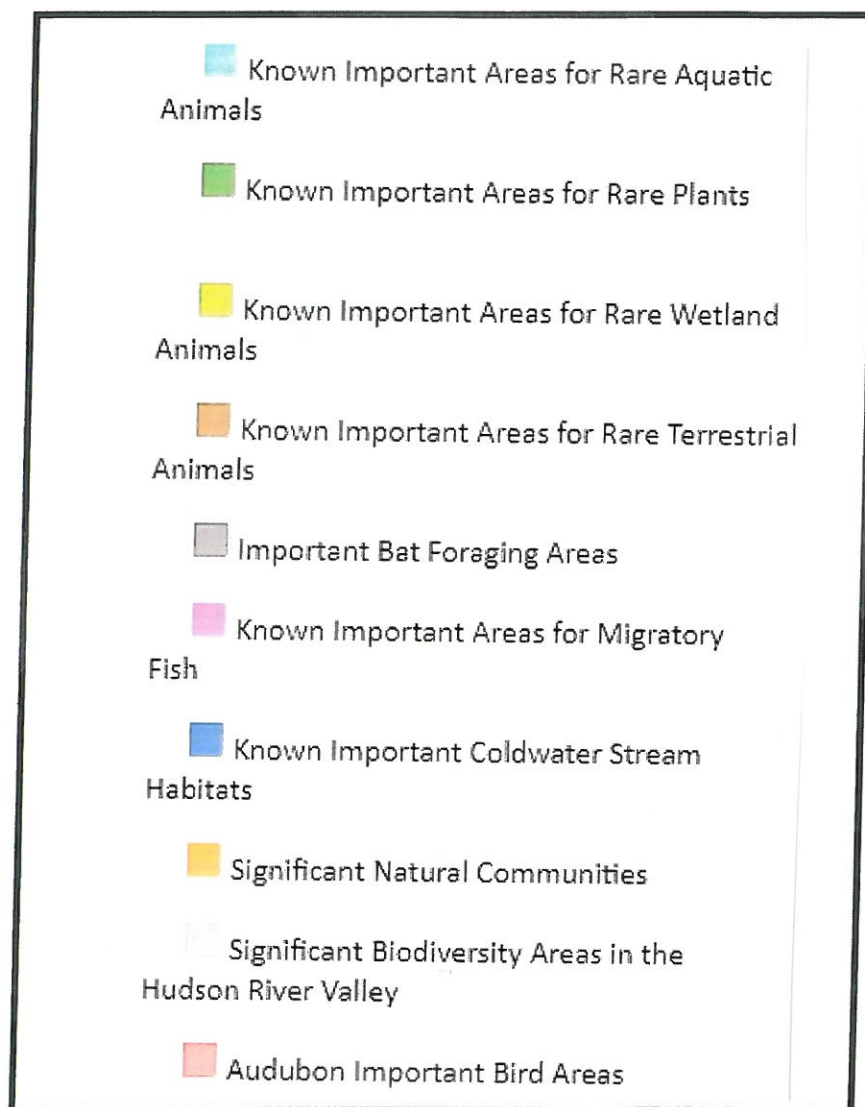 Known Important Areas for Rare Aquatic
Animals
Known Important Areas for Rare Plants
Known Important Areas for Rare Wetland
Animals
Known Important Areas for Rare Terrestrial
Animals
Important Bat Foraging Areas
Known Important Areas for Migratory
Fish
Known Important Coldwater Stream
Habitats
Significant Natural Communities
Significant Biodiversity Areas in the
Hudson River Valley
Audubon Important Bird Areas